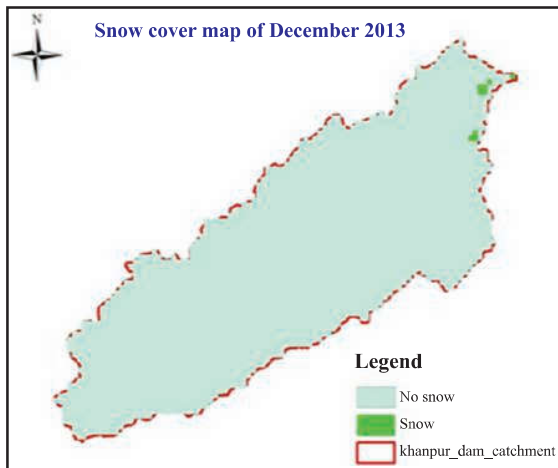 N
Snow cover map of December 2013
Legend
No snow
Snow
khanpur_dam_catchment